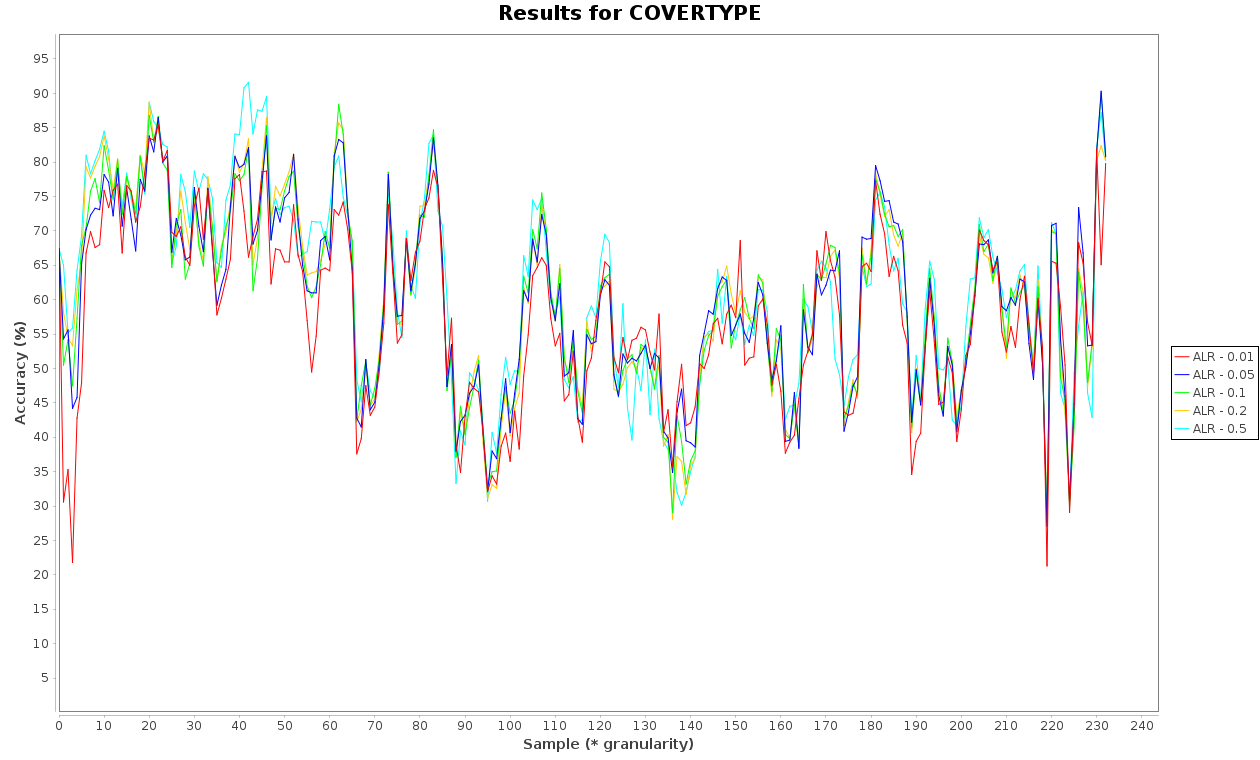 Results for COVERTYPE
Accuracy (%)
95
90
85
80
75
70
65
60
55
50
45
40
35
30
25
20
15
10
5
0 10 20 30 40 50 60 70 80 90 100 110 120 130 140 150 160 170 180 190 200 210 220 230 240
Sample (* granularity)
ALR - 0.01
ALR - 0.05
ALR - 0.1
ALR - 0.2
ALR - 0.5